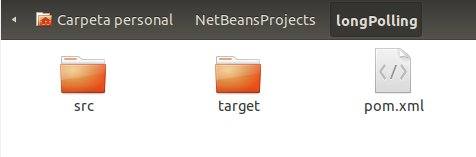 Carpeta personal NetBeansProjects longPolling
src target pom.xml